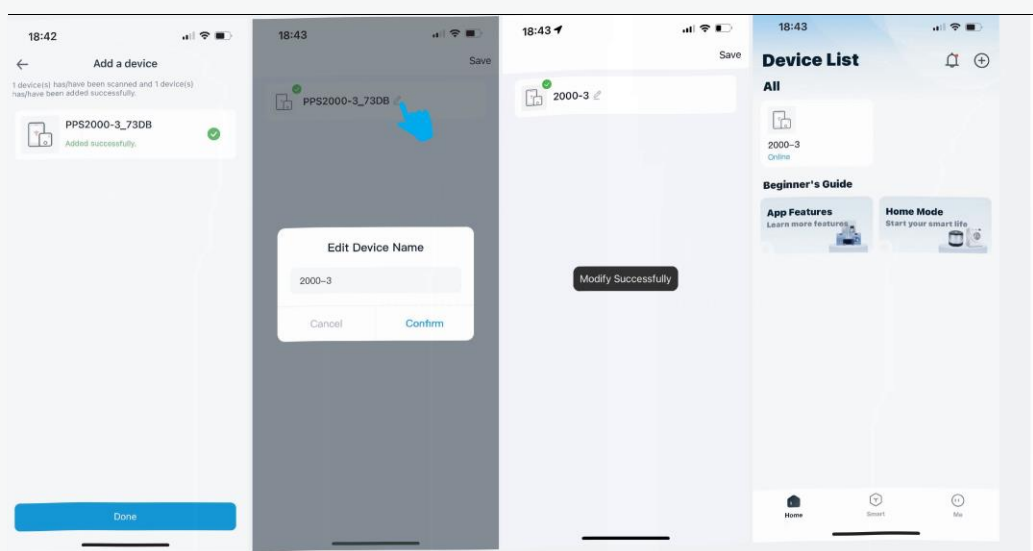 18:42
Add a device
1 device(s) has/have been scanned and 1 device(s)
has/have been added successfully.
PPS2000-3_73DB
Added successfully.
Done
18:43
Save
PPS2000-3_73DB
Edit Device Name
2000-3
Cancel
Confirm
18:43
Save
2000-3
Modify Successfully
18:43
Device List
All
2000-3
Online
Beginner's Guide
App Features
Learn more features
Home Mode
Start your smart life
Home
Smart
Me